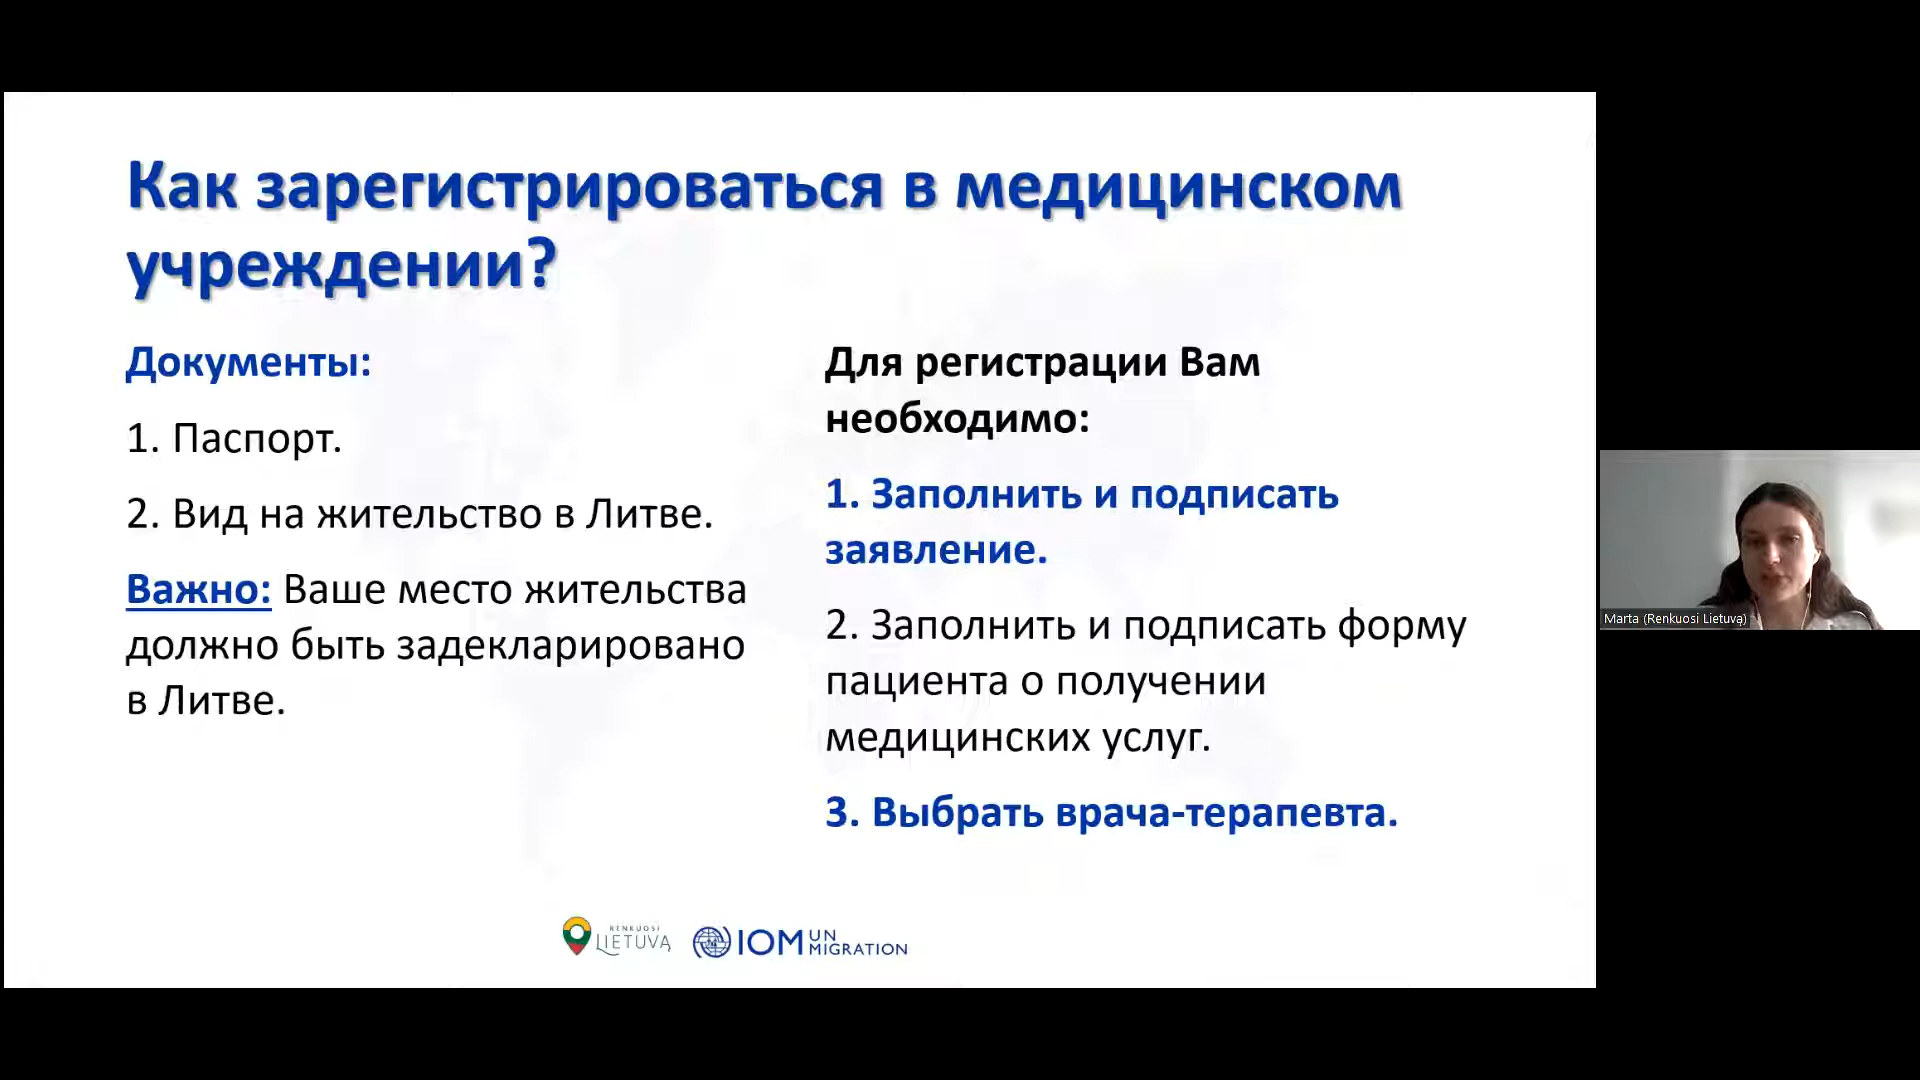 Как зарегистрироваться в медицинском
учреждении?
Документы:
1. Паспорт.
2. Вид на жительство в Литве.
Важно: Ваше место жительства
должно быть задекларировано
в Литве.
Для регистрации Вам
необходимо:
1. Заполнить и подписать
заявление.
2. Заполнить и подписать форму
пациента о получении
медицинских услуг.
3. Выбрать врача-терапевта.
RENKUOSI
LIETUVĄ
IOM UN
MIGRATION
Marta (Renkuosi Lietuvą)